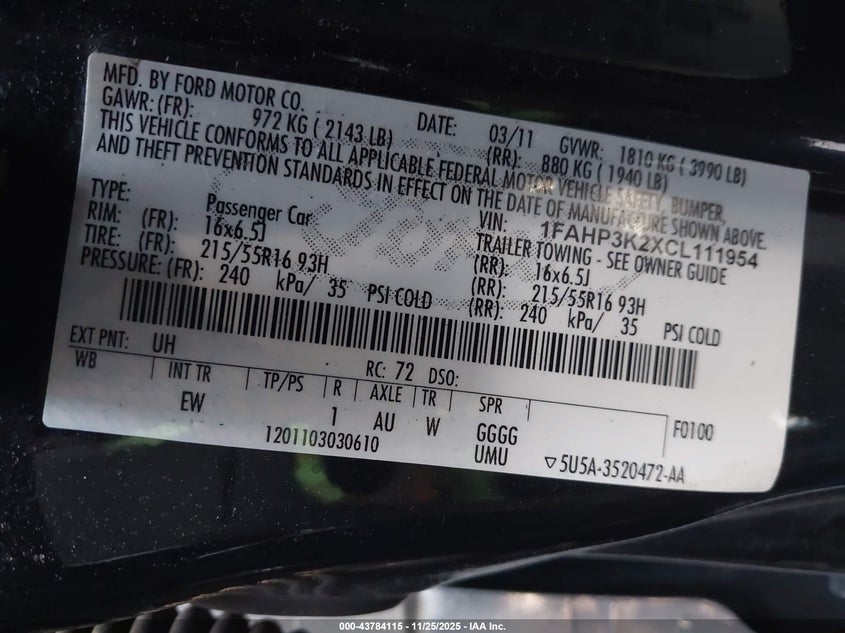 MFD. BY FORD MOTOR CO.
DATE: 03/11 GVWR: 1810 KG ( 3990 LB)
GAWR: (FR): 972 KG ( 2143 LB) (RR): 880 KG ( 1940 LB)
THIS VEHICLE CONFORMS TO ALL APPLICABLE FEDERAL MOTOR VEHICLE SAFETY, BUMPER,
AND THEFT PREVENTION STANDARDS IN EFFECT ON THE DATE OF MANUFACTURE SHOWN ABOVE.
VIN: 1FAHP3K2XCL111954
TYPE: Passenger Car TRAILER TOWING - SEE OWNER GUIDE
RIM: (FR): 16x6.5J (RR): 16x6.5J
TIRE: (FR): 215/55R16 93H (RR): 215/55R16 93H
PRESSURE: (FR): 240 kPa/ 35 PSI COLD (RR): 240 kPa/ 35 PSI COLD
EXT PNT: UH RC: 72 DSO:
WB INT TR TP/PS R AXLE TR SPR
EW 1 AU W GGGG F0100
1201103030610 UMU ▽5U5A-3520472-AA
000-43784115 - 11/25/2025 - IAA Inc.